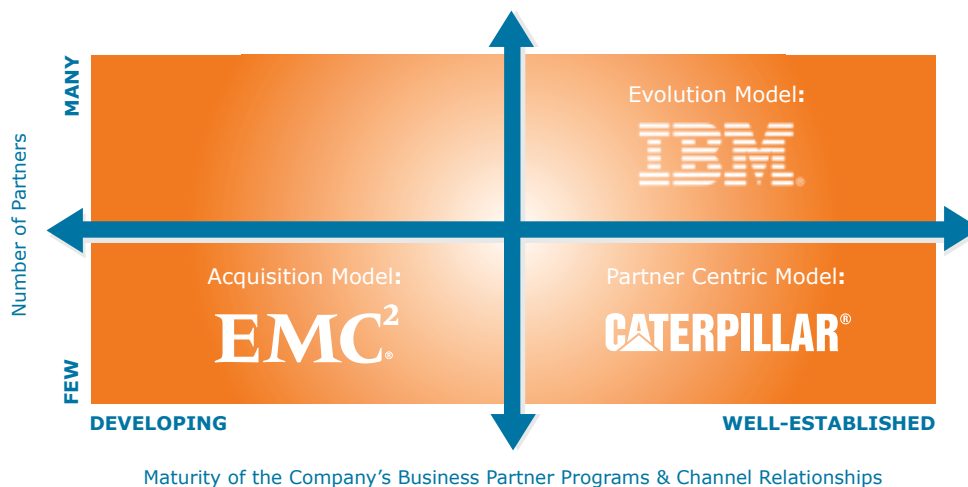 MANY
Number of Partners
FEW
Evolution Model:
IBM®
Acquisition Model:
EMC²®
Partner Centric Model:
CATERPILLAR®
DEVELOPING
WELL-ESTABLISHED
Maturity of the Company’s Business Partner Programs & Channel Relationships